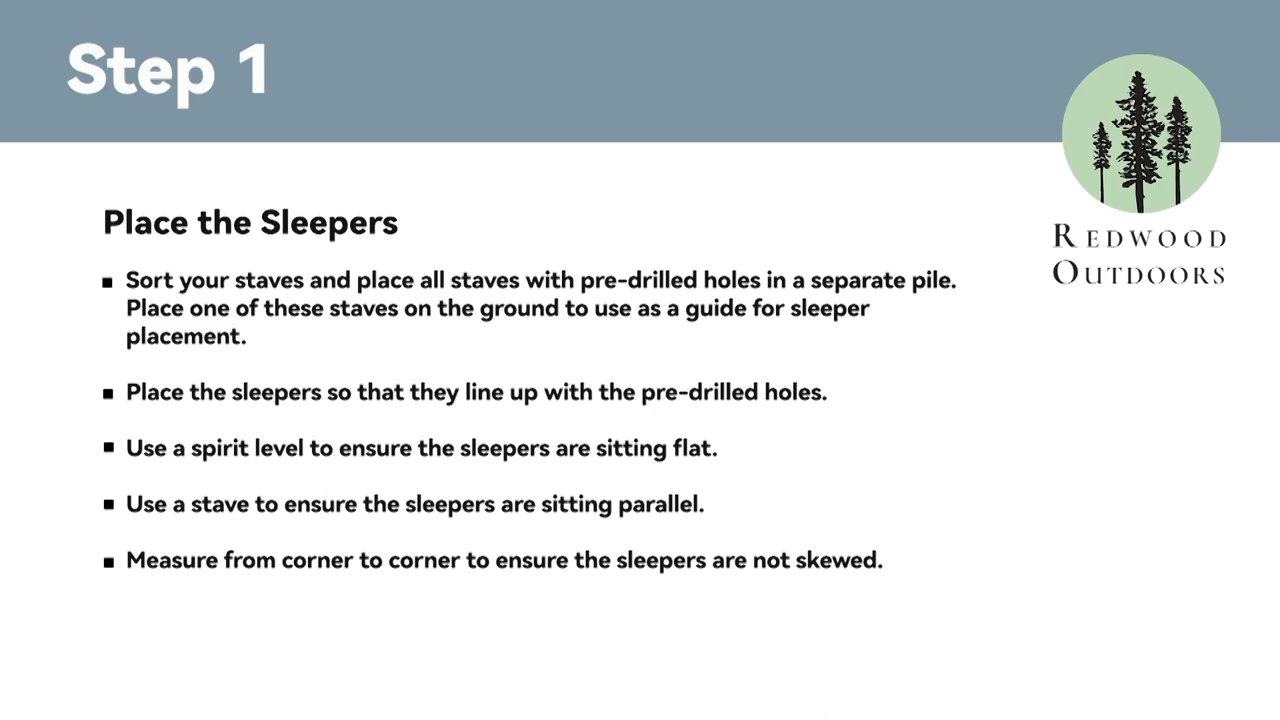 Step 1
REDWOOD
OUTDOORS
Place the Sleepers
▪ Sort your staves and place all staves with pre-drilled holes in a separate pile.
Place one of these staves on the ground to use as a guide for sleeper
placement.
▪ Place the sleepers so that they line up with the pre-drilled holes.
▪ Use a spirit level to ensure the sleepers are sitting flat.
▪ Use a stave to ensure the sleepers are sitting parallel.
▪ Measure from corner to corner to ensure the sleepers are not skewed.